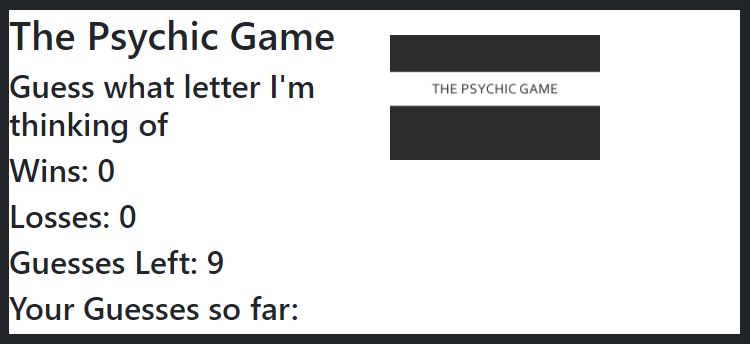 The Psychic Game
Guess what letter I'm
thinking of
Wins: 0
Losses: 0
Guesses Left: 9
Your Guesses so far:
THE PSYCHIC GAME